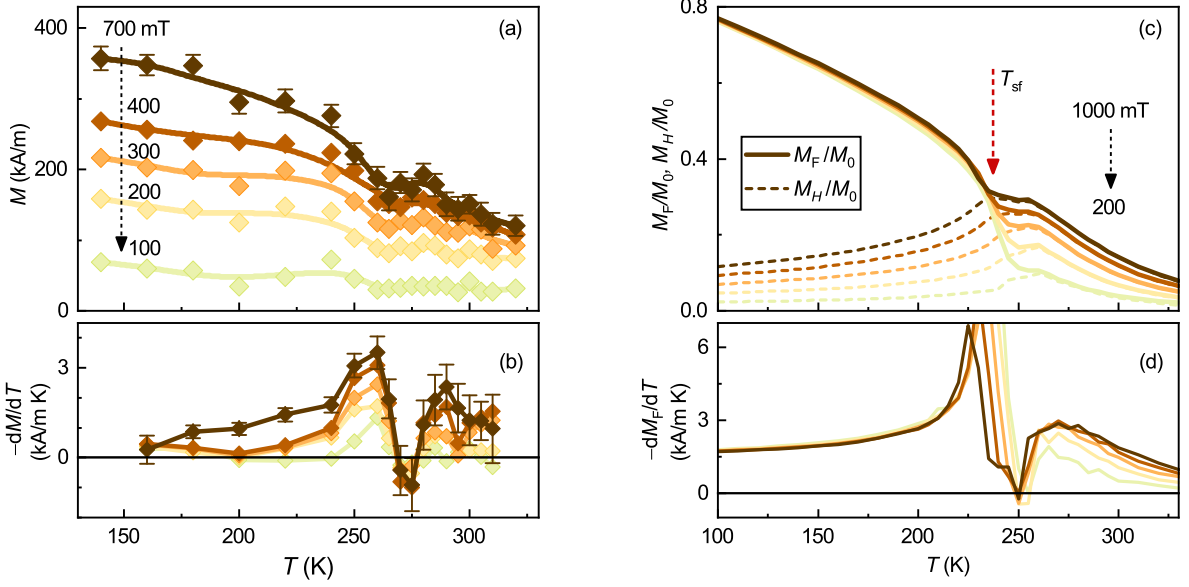 (a)
700 mT
400
300
200
100
400
200
0
M (kA/m)
(b)
3
0
−dM/dT
(kA/m K)
150
200
250
300
T (K)
(c)
0.8
0.4
0.0
M_F/M_0, M_H/M_0
T_sf
1000 mT
200
M_F/M_0
M_H/M_0
(d)
6
3
0
−dM_F/dT
(kA/m K)
100
150
200
250
300
T (K)